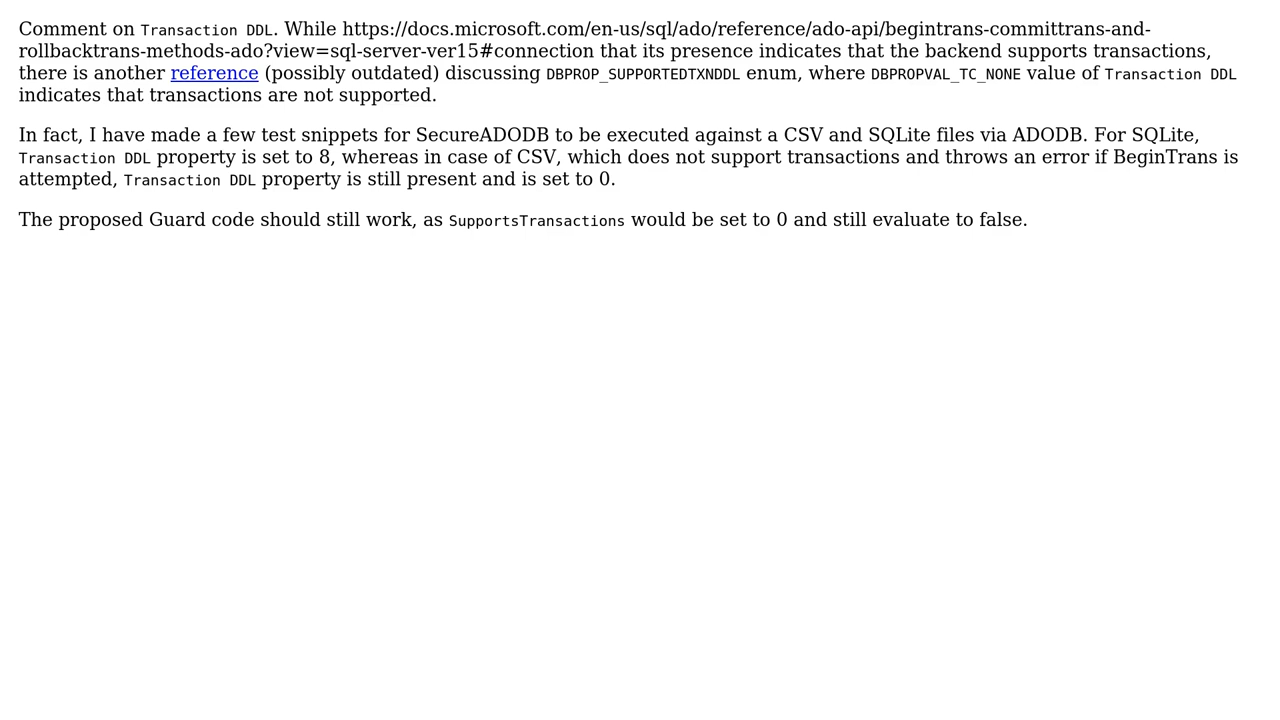 Comment on Transaction DDL. While https://docs.microsoft.com/en-us/sql/ado/reference/ado-api/begintrans-committrans-and-
rollbacktrans-methods-ado?view=sql-server-ver15#connection that its presence indicates that the backend supports transactions,
there is another reference (possibly outdated) discussing DBPROP_SUPPORTEDTXNDDL enum, where DBPROPVAL_TC_NONE value of Transaction DDL
indicates that transactions are not supported.
In fact, I have made a few test snippets for SecureADODB to be executed against a CSV and SQLite files via ADODB. For SQLite,
Transaction DDL property is set to 8, whereas in case of CSV, which does not support transactions and throws an error if BeginTrans is
attempted, Transaction DDL property is still present and is set to 0.
The proposed Guard code should still work, as SupportsTransactions would be set to 0 and still evaluate to false.